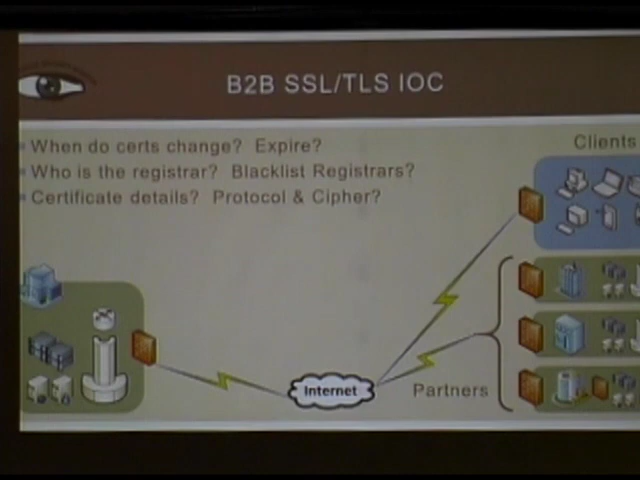 B2B SSL/TLS IOC
When do certs change? Expire?
Who is the registrar? Blacklist Registrars?
Certificate details? Protocol & Cipher?
Clients
Internet
Partners